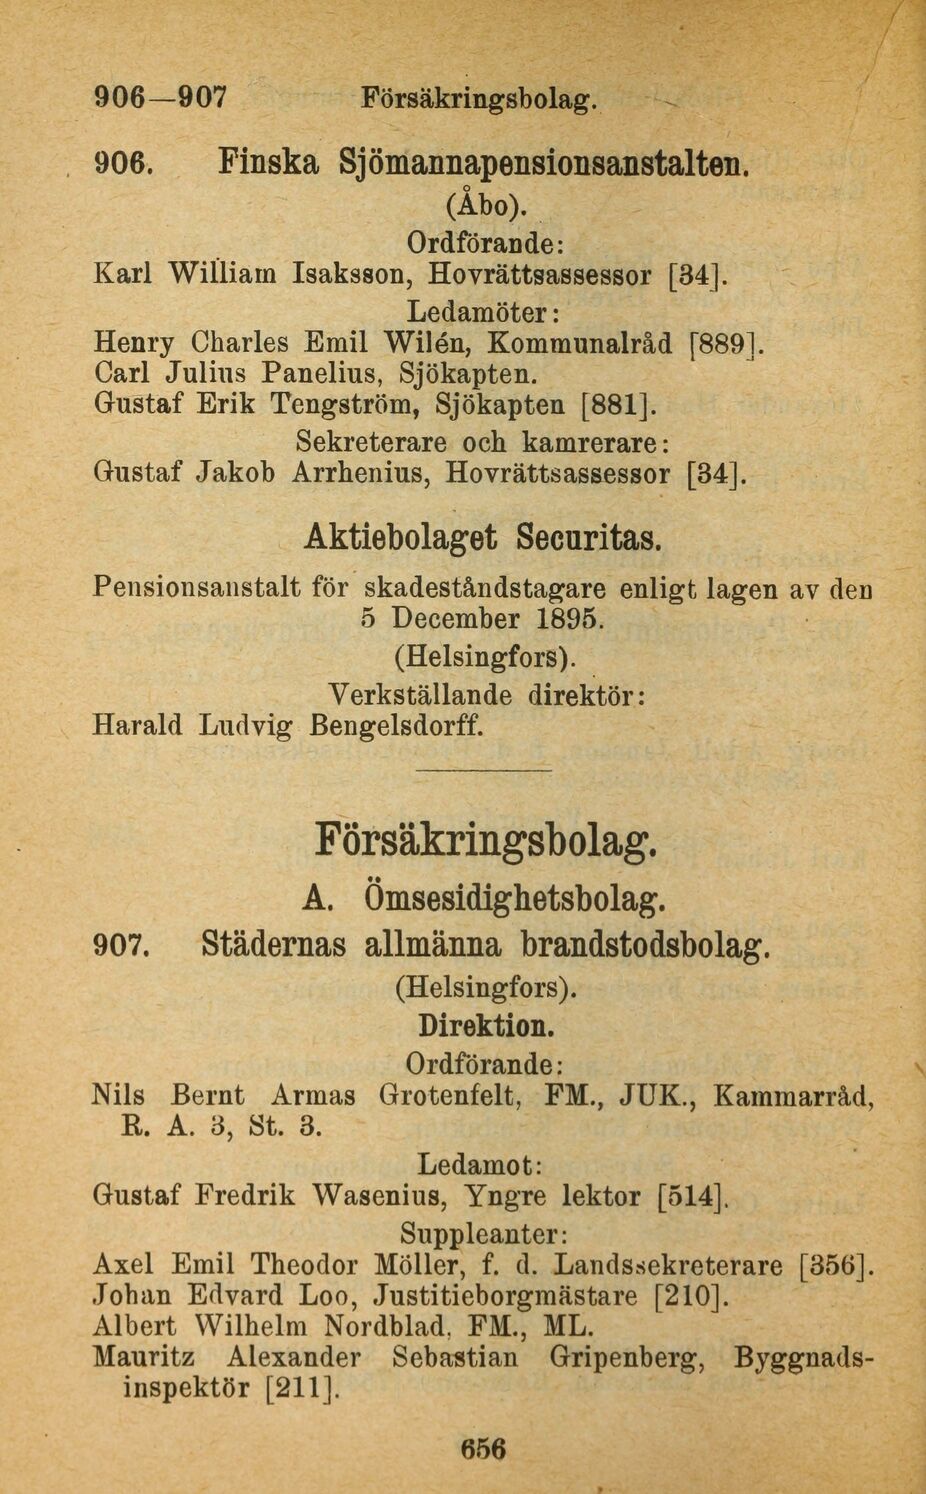 906—907 Försäkringsbolag.
906. Finska Sjömannapensionsanstalten.
(Åbo).
Ordförande:
Karl William Isaksson, Hovrättsassessor [34].
Ledamöter:
Henry Charles Emil Wilén, Kommunalråd [889].
Carl Julius Panelius, Sjökapten.
Gustaf Erik Tengström, Sjökapten [881].
Sekreterare och kamrerare:
Gustaf Jakob Arrhenius, Hovrättsassessor [34].
Aktiebolaget Securitas.
Pensionsanstalt för skadeståndstagare enligt lagen av den
5 December 1895.
(Helsingfors).
Verkställande direktör:
Harald Ludvig Bengelsdorff.
Försäkringsbolag.
A. Ömsesidighetsbolag.
907. Städernas allmänna brandstodsbolag.
(Helsingfors).
Direktion.
Ordförande:
Nils Bernt Armas Grotenfelt, FM., JUK., Kammarråd,
R. A. 3, St. 3.
Ledamot:
Gustaf Fredrik Wasenius, Yngre lektor [514].
Suppleanter:
Axel Emil Theodor Möller, f. d. Landssekreterare [356].
Johan Edvard Loo, Justitieborgmästare [210].
Albert Wilhelm Nordblad, FM., ML.
Mauritz Alexander Sebastian Gripenberg, Byggnads-
inspektör [211].
656